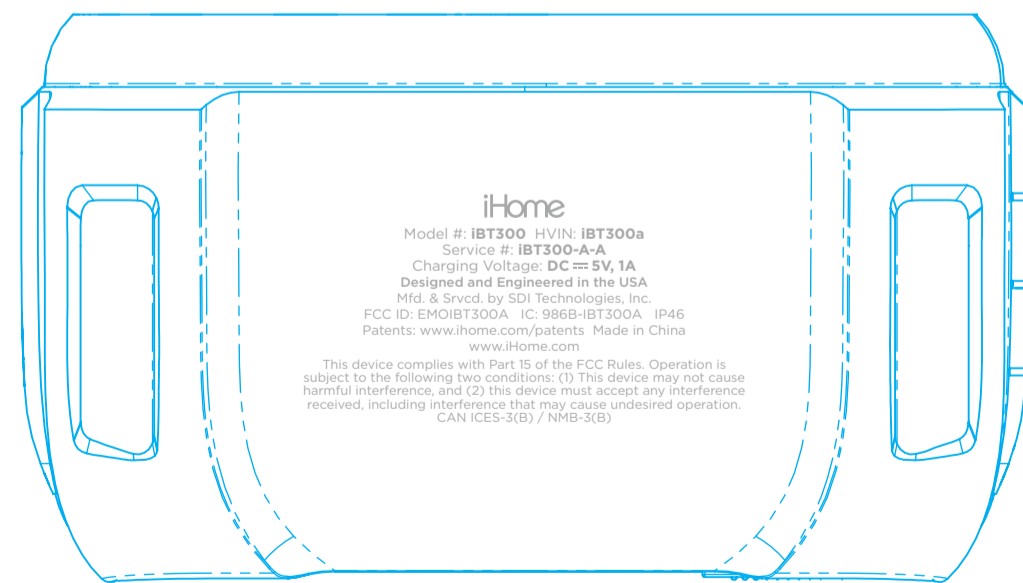 iHome
Model #: iBT300 HVIN: iBT300a
Service #: iBT300-A-A
Charging Voltage: DC ⎓ 5V, 1A
Designed and Engineered in the USA
Mfd. & Srvcd. by SDI Technologies, Inc.
FCC ID: EMOIBT300A IC: 986B-IBT300A IP46
Patents: www.ihome.com/patents Made in China
www.iHome.com
This device complies with Part 15 of the FCC Rules. Operation is
subject to the following two conditions: (1) This device may not cause
harmful interference, and (2) this device must accept any interference
received, including interference that may cause undesired operation.
CAN ICES-3(B) / NMB-3(B)